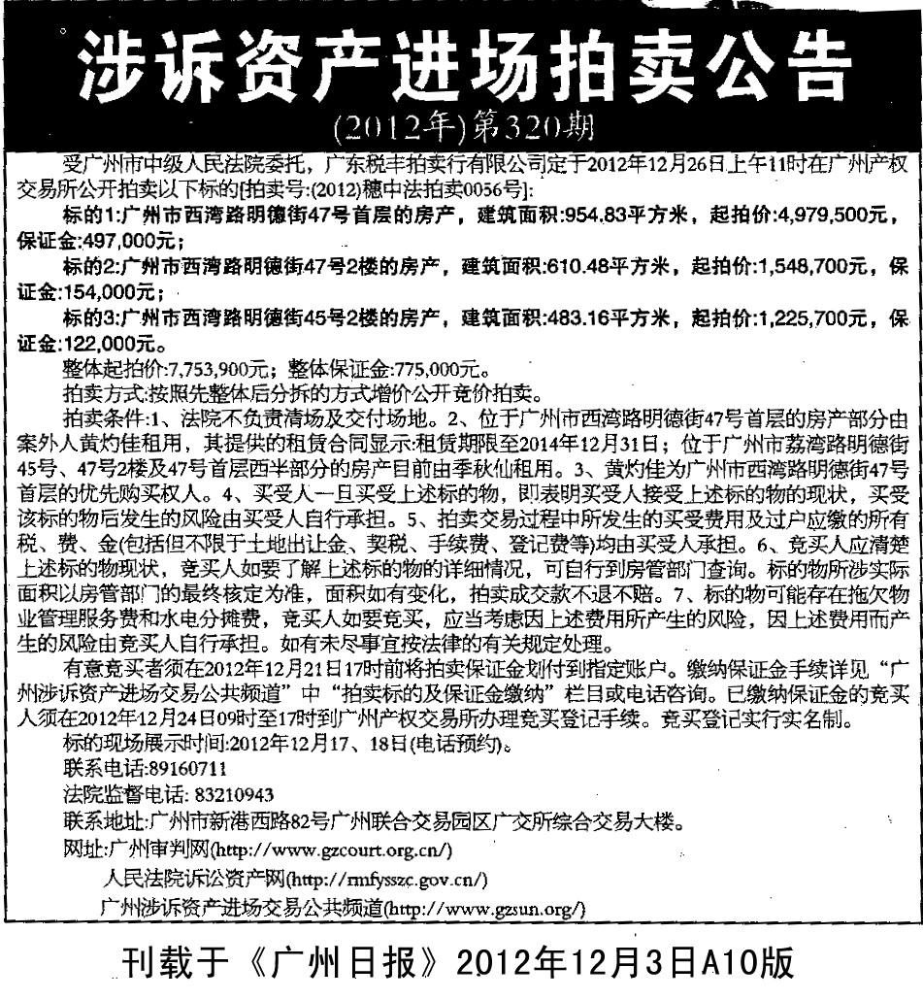 涉诉资产进场拍卖公告
(2012年)第320期
受广州市中级人民法院委托，广东税丰拍卖行有限公司定于2012年12月26日上午11时在广州产权
交易所公开拍卖以下标的[拍卖号:(2012)穗中法拍卖0056号]:
标的1:广州市西湾路明德街47号首层的房产，建筑面积:954.83平方米，起拍价:4,979,500元，
保证金:497,000元；
标的2:广州市西湾路明德街47号2楼的房产，建筑面积:610.48平方米，起拍价:1,548,700元，保
证金:154,000元；
标的3:广州市西湾路明德街45号2楼的房产，建筑面积:483.16平方米，起拍价:1,225,700元，保
证金:122,000元。
整体起拍价:7,753,900元；整体保证金:775,000元。
拍卖方式:按照先整体后分拆的方式增价公开竞价拍卖。
拍卖条件:1、法院不负责清场及交付场地。2、位于广州市西湾路明德街47号首层的房产部分由
案外人黄灼佳租用，其提供的租赁合同显示:租赁期限至2014年12月31日；位于广州市荔湾路明德街
45号、47号2楼及47号首层西半部分的房产目前由季秋仙租用。3、黄灼佳为广州市西湾路明德街47号
首层的优先购买权人。4、买受人一旦买受上述标的物，即表明买受人接受上述标的物的现状，买受
该标的物后发生的风险由买受人自行承担。5、拍卖交易过程中所发生的买受费用及过户应缴的所有
税、费、金(包括但不限于土地出让金、契税、手续费、登记费等)均由买受人承担。6、竞买人应清楚
上述标的物现状，竞买人如要了解上述标的物的详细情况，可自行到房管部门查询。标的物所涉实际
面积以房管部门的最终核定为准，面积如有变化，拍卖成交款不退不赔。7、标的物可能存在拖欠物
业管理服务费和水电分摊费，竞买人如要竞买，应当考虑因上述费用所产生的风险，因上述费用而产
生的风险由竞买人自行承担。如有未尽事宜按法律的有关规定处理。
有意竞买者须在2012年12月21日17时前将拍卖保证金划付到指定账户。缴纳保证金手续详见“广
州涉诉资产进场交易公共频道”中“拍卖标的及保证金缴纳”栏目或电话咨询。已缴纳保证金的竞买
人须在2012年12月24日09时至17时到广州产权交易所办理竞买登记手续。竞买登记实行实名制。
标的现场展示时间:2012年12月17、18日(电话预约)。
联系电话:89160711
法院监督电话: 83210943
联系地址:广州市新港西路82号广州联合交易园区广交所综合交易大楼。
网址:广州审判网(http://www.gzcourt.org.cn/)
人民法院诉讼资产网(http://rmfysszc.gov.cn/)
广州涉诉资产进场交易公共频道(http://www.gzsun.org/)
刊载于《广州日报》2012年12月3日A10版